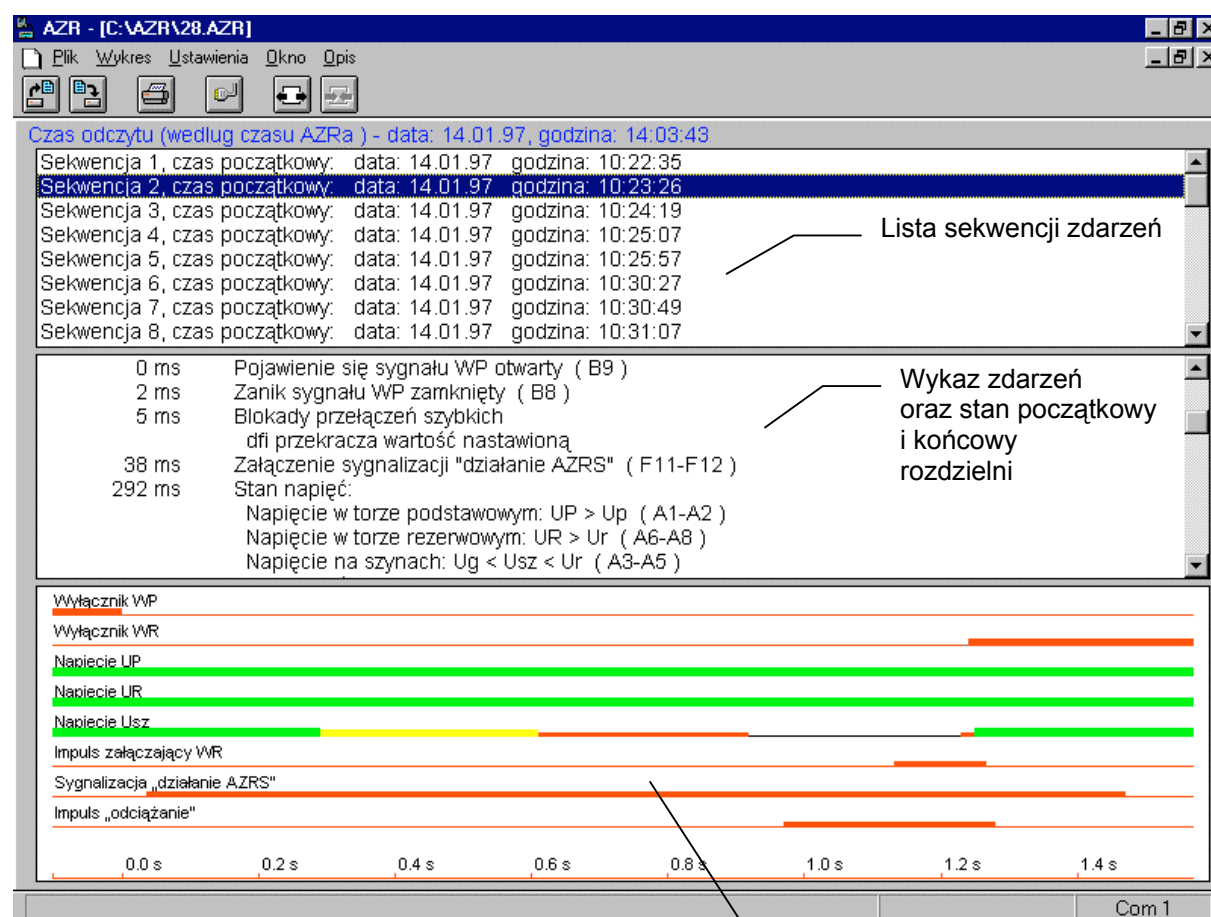 AZR - [C:\AZR\28.AZR]
Plik Wykres Ustawienia Okno Opis
Czas odczytu (wedlug czasu AZRa ) - data: 14.01.97, godzina: 14:03:43
Sekwencja 1, czas początkowy: data: 14.01.97 godzina: 10:22:35
Sekwencja 2, czas początkowy: data: 14.01.97 godzina: 10:23:26
Sekwencja 3, czas początkowy: data: 14.01.97 godzina: 10:24:19
Sekwencja 4, czas początkowy: data: 14.01.97 godzina: 10:25:07
Sekwencja 5, czas początkowy: data: 14.01.97 godzina: 10:25:57
Sekwencja 6, czas początkowy: data: 14.01.97 godzina: 10:30:27
Sekwencja 7, czas początkowy: data: 14.01.97 godzina: 10:30:49
Sekwencja 8, czas początkowy: data: 14.01.97 godzina: 10:31:07
Lista sekwencji zdarzeń
0 ms Pojawienie się sygnału WP otwarty ( B9 )
2 ms Zanik sygnału WP zamknięty ( B8 )
5 ms Blokady przełączeń szybkich
dfi przekracza wartość nastawioną
38 ms Załączenie sygnalizacji "działanie AZRS" ( F11-F12 )
292 ms Stan napięć:
Napięcie w torze podstawowym: UP > Up ( A1-A2 )
Napięcie w torze rezerwowym: UR > Ur ( A6-A8 )
Napięcie na szynach: Ug < Usz < Ur ( A3-A5 )
Wykaz zdarzeń
oraz stan początkowy
i końcowy
rozdzielni
Wyłącznik WP
Wyłącznik WR
Napiecie UP
Napiecie UR
Napiecie Usz
Impuls załączający WR
Sygnalizacja „działanie AZRS"
Impuls „odciążanie"
0.0 s 0.2 s 0.4 s 0.6 s 0.8 s 1.0 s 1.2 s 1.4 s
Com 1